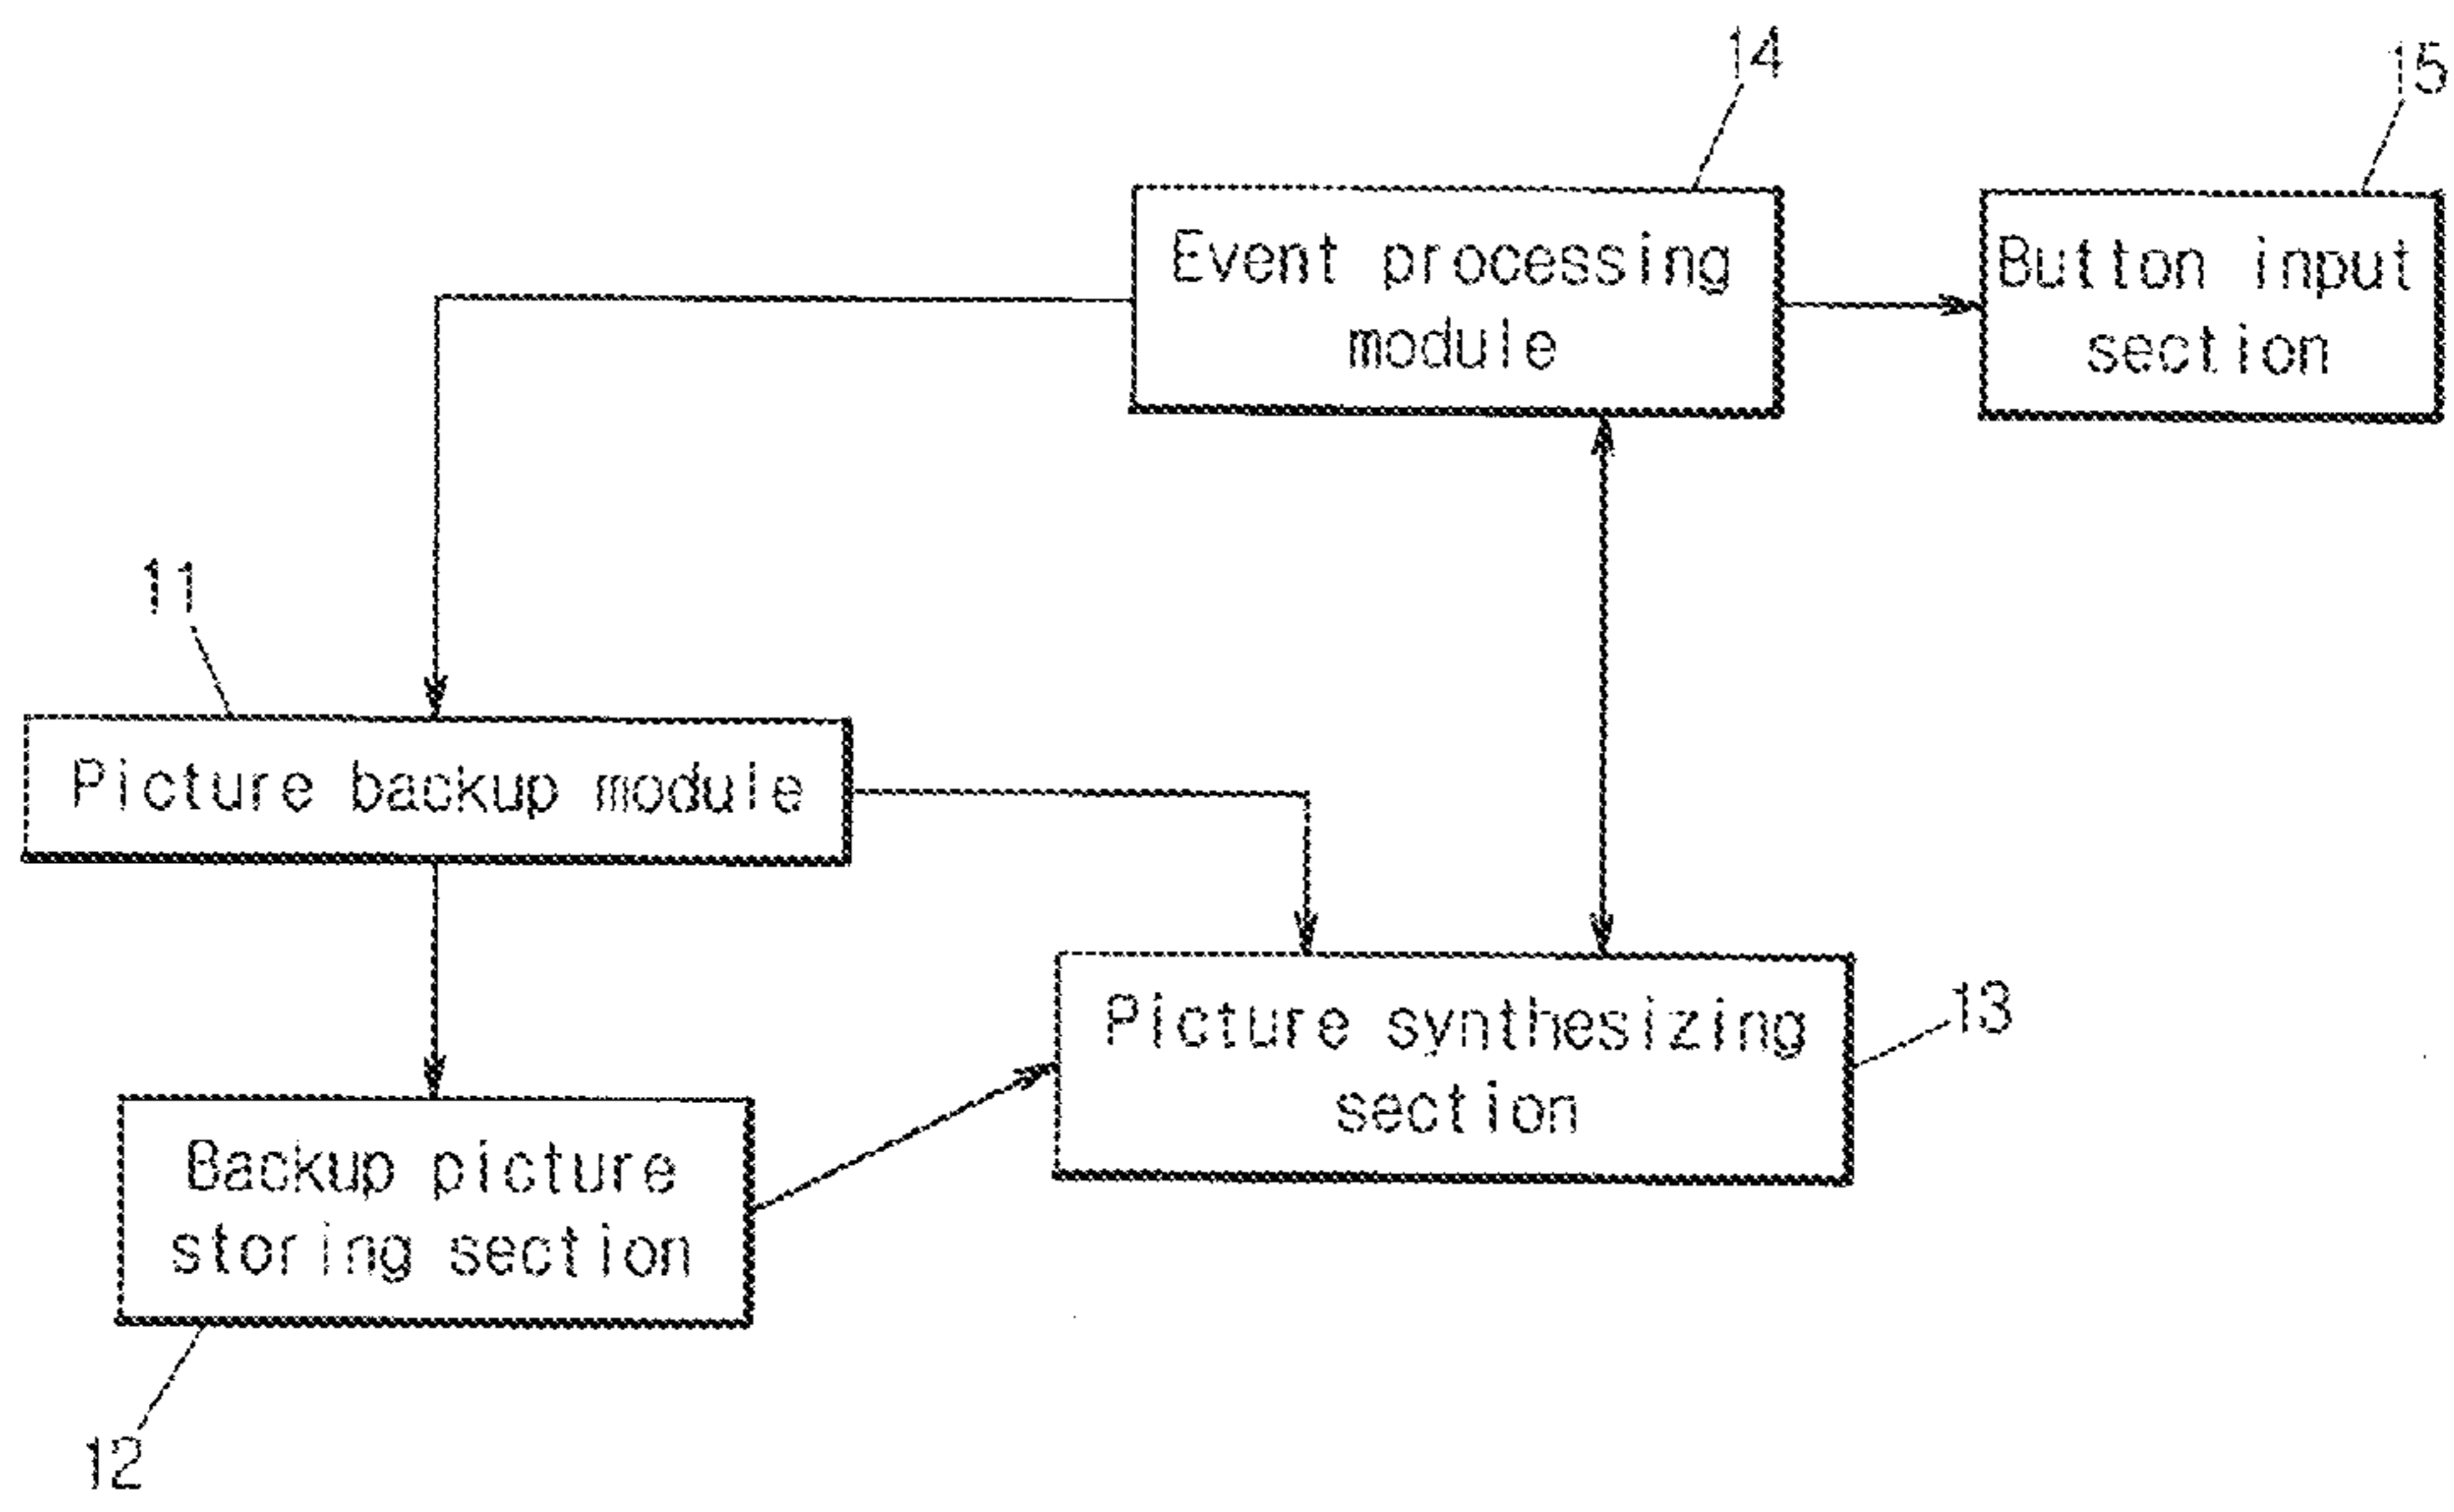 14
15
Event processing
module
Button input
section
11
Picture backup module
Picture synthesizing
section
13
Backup picture
storing section
12